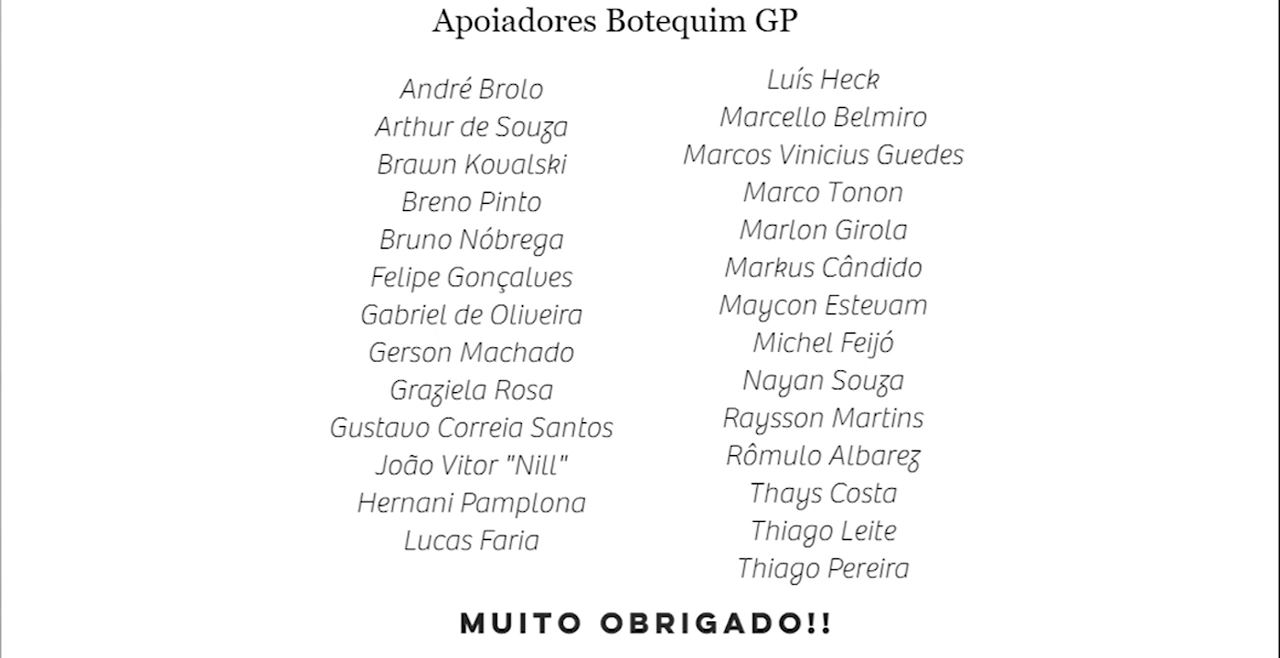 Apoiadores Botequim GP
André Brolo
Arthur de Souza
Brawn Kovalski
Breno Pinto
Bruno Nóbrega
Felipe Gonçalves
Gabriel de Oliveira
Gerson Machado
Graziela Rosa
Gustavo Correia Santos
João Vitor "Nill"
Hernani Pamplona
Lucas Faria
Luís Heck
Marcello Belmiro
Marcos Vinicius Guedes
Marco Tonon
Marlon Girola
Markus Cândido
Maycon Estevam
Michel Feijó
Nayan Souza
Raysson Martins
Rômulo Albarez
Thays Costa
Thiago Leite
Thiago Pereira
MUITO OBRIGADO!!